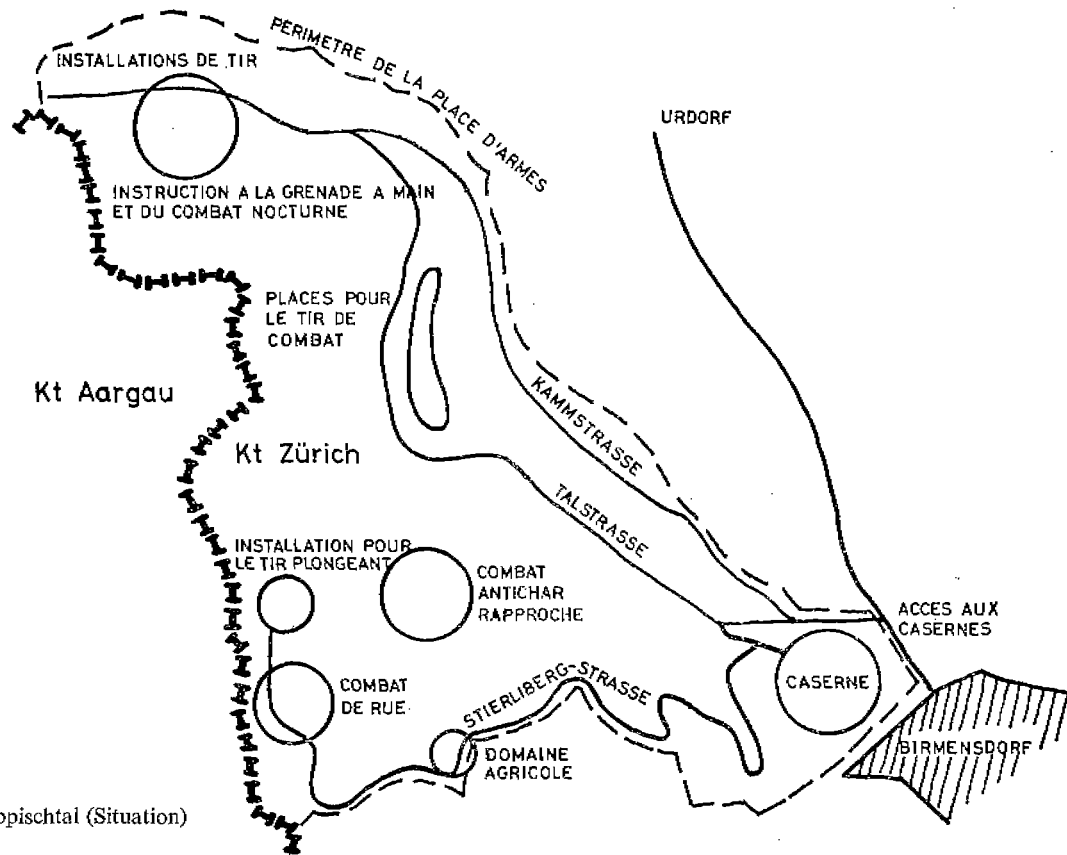 INSTALLATIONS DE TIR
PÉRIMETRE DE LA PLACE D'ARMES
URDORF
INSTRUCTION A LA GRENADE A MAIN
ET DU COMBAT NOCTURNE
PLACES POUR
LE TIR DE
COMBAT
Kt Aargau
Kt Zürich
KAMMSTRASSE
TALSTRASSE
INSTALLATION POUR
LE TIR PLONGEANT
COMBAT
ANTICHAR
RAPPROCHE
ACCES AUX
CASERNES
CASERNE
COMBAT
DE RUE
STIERLIBERG-STRASSE
DOMAINE
AGRICOLE
BIRMENSDORF
ppischtal (Situation)